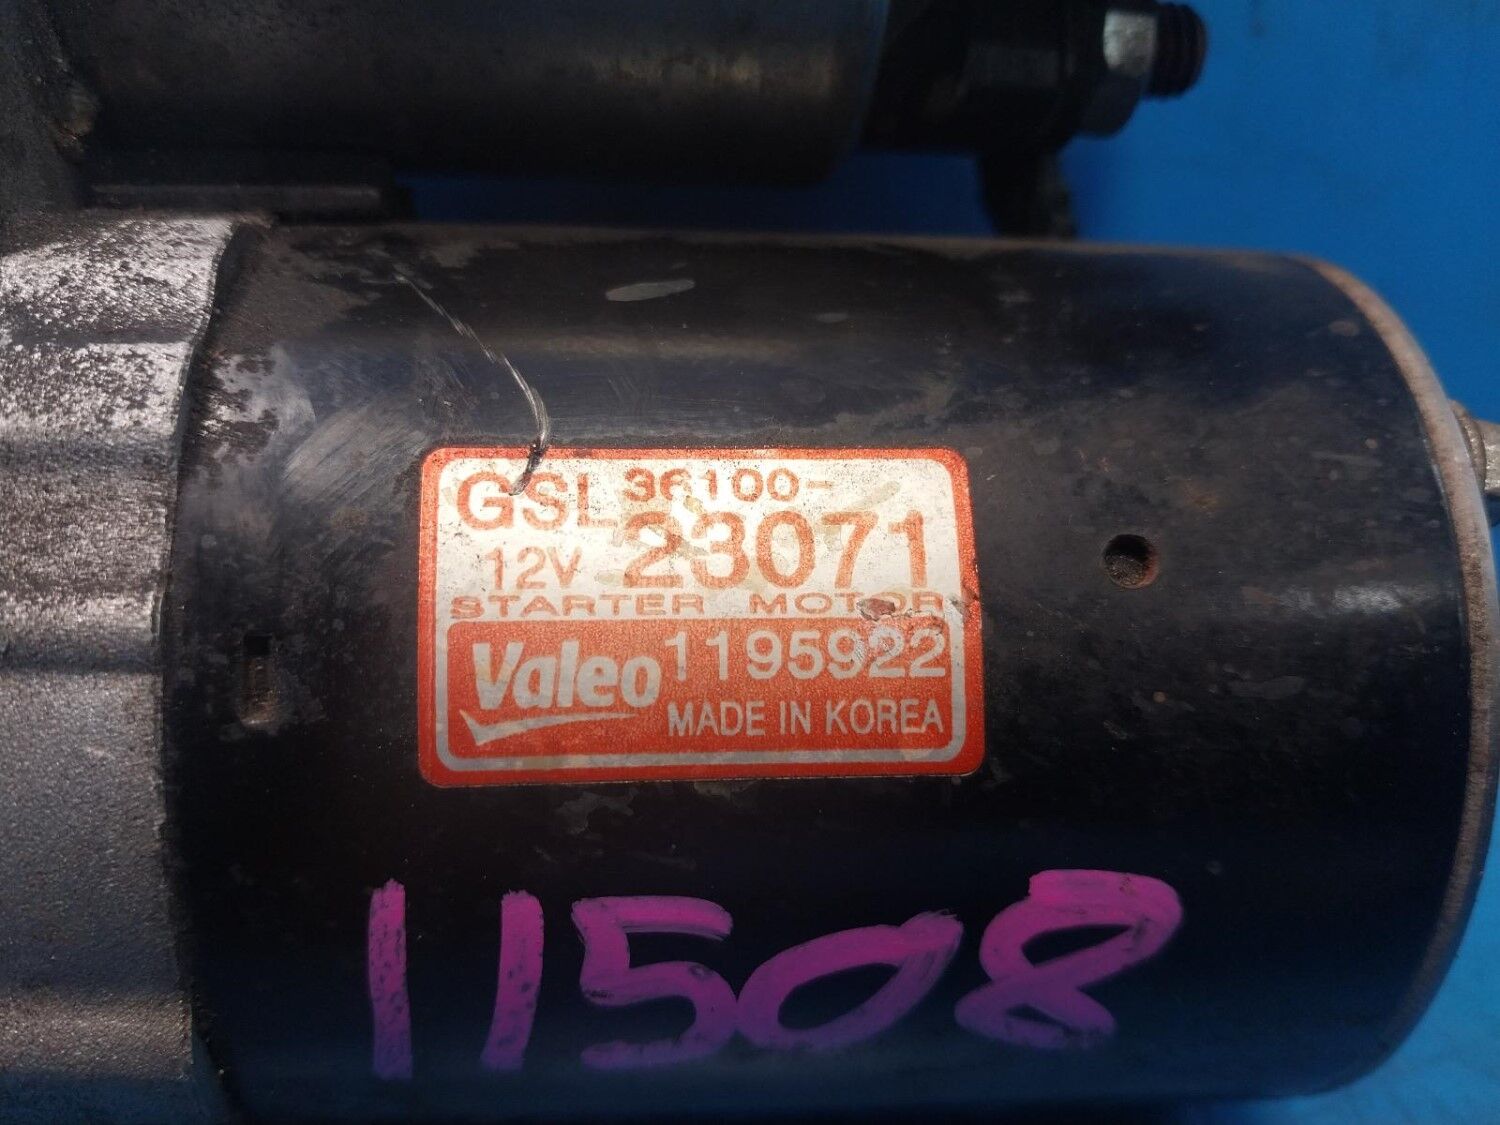 GSL 36100-
12V 23071
STARTER MOTOR
Valeo 1195922
MADE IN KOREA
11508